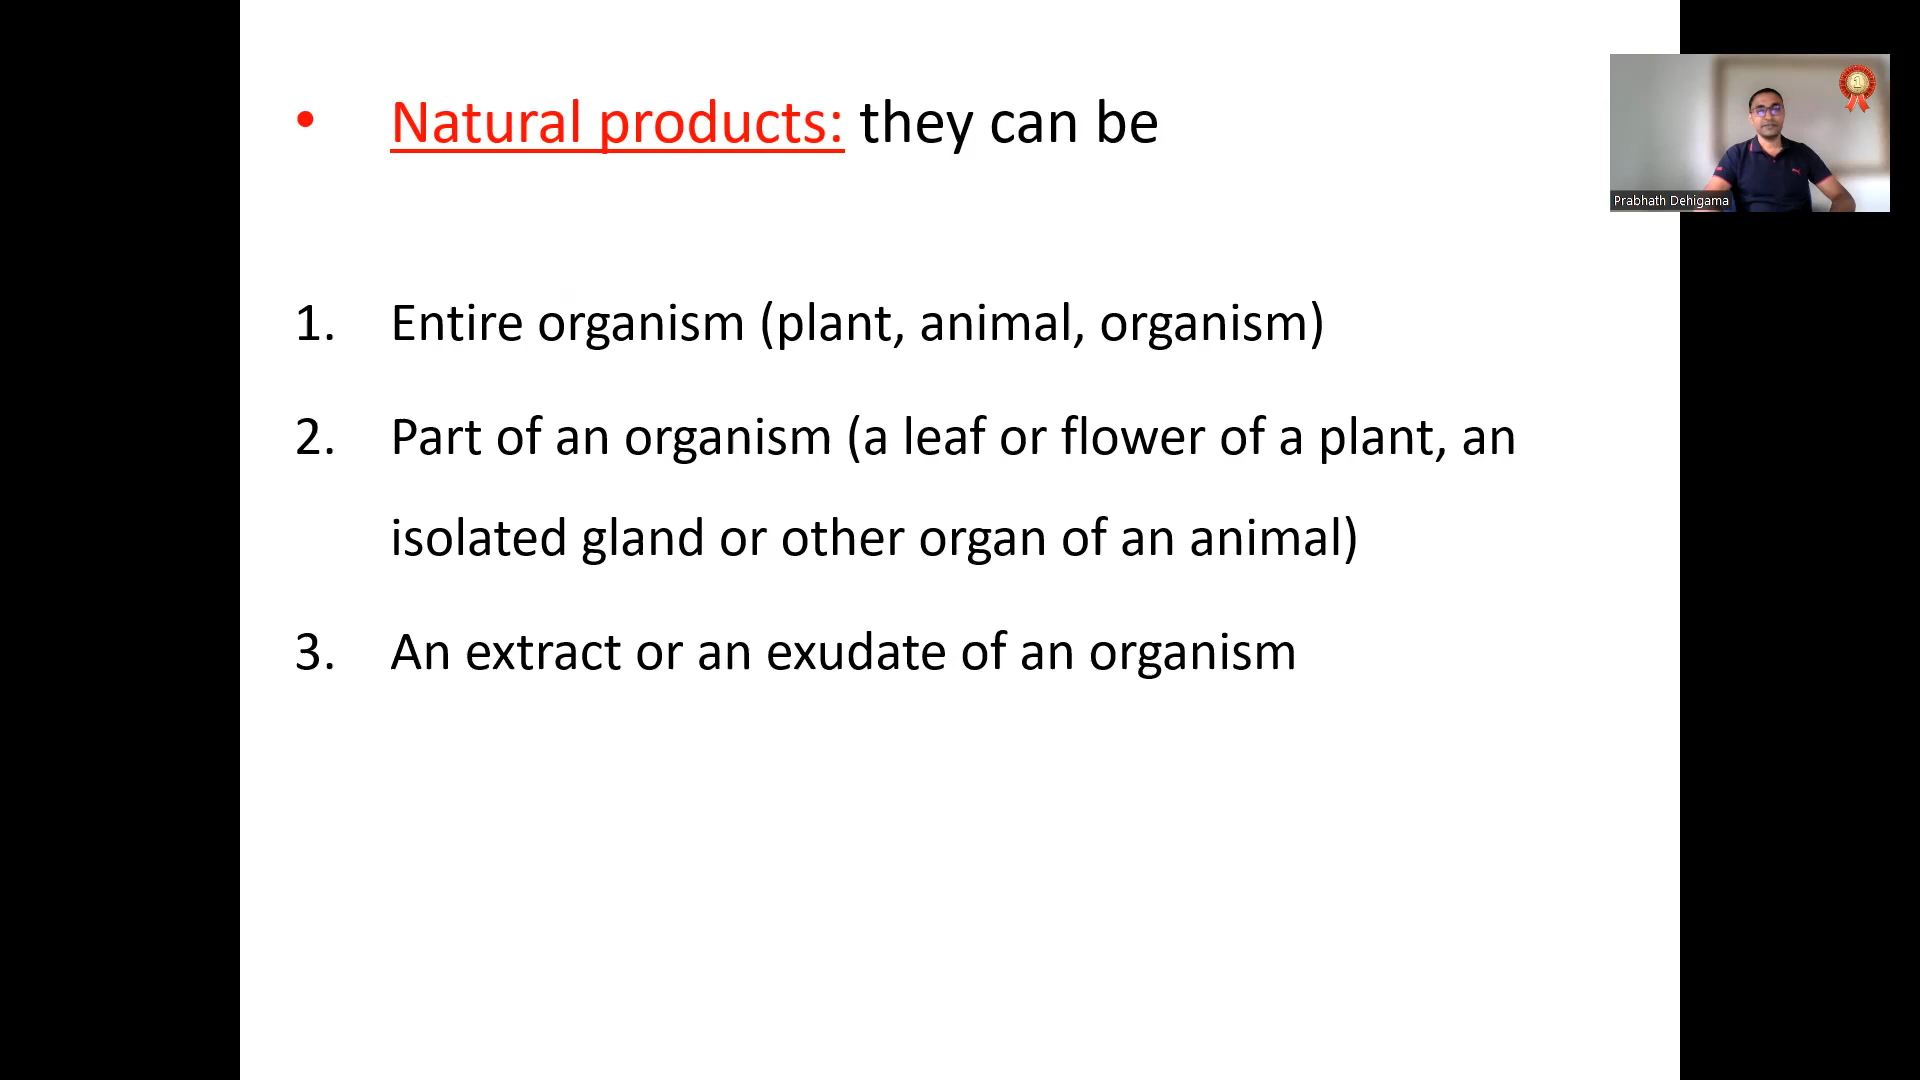 • Natural products: they can be
1. Entire organism (plant, animal, organism)
2. Part of an organism (a leaf or flower of a plant, an
isolated gland or other organ of an animal)
3. An extract or an exudate of an organism
1
Prabhath Dehigama